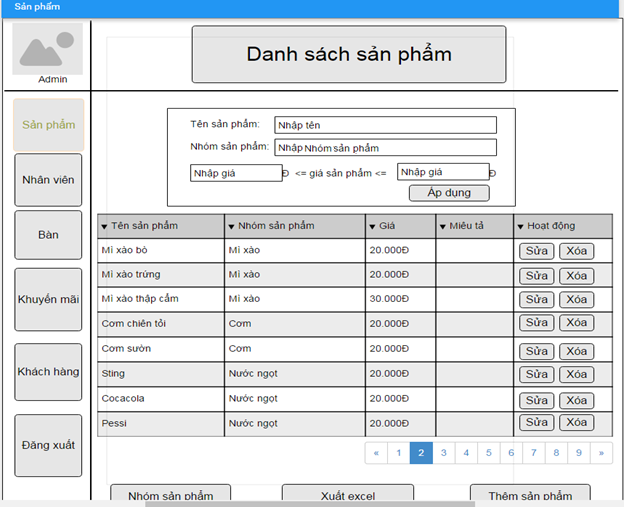 Sản phẩm
Danh sách sản phẩm
Admin
Sản phẩm
Nhân viên
Bàn
Khuyến mãi
Khách hàng
Đăng xuất
Tên sản phẩm: Nhập tên
Nhóm sản phẩm: Nhập Nhóm sản phẩm
Nhập giá Đ <= giá sản phẩm <= Nhập giá Đ
Áp dụng
▼ Tên sản phẩm ▼ Nhóm sản phẩm ▼ Giá ▼ Miêu tả ▼ Hoạt động
Mì xào bò Mì xào 20.000Đ Sửa Xóa
Mì xào trứng Mì xào 20.000Đ Sửa Xóa
Mì xào thập cẩm Mì xào 30.000Đ Sửa Xóa
Cơm chiên tỏi Cơm 20.000Đ Sửa Xóa
Cơm sườn Cơm 20.000Đ Sửa Xóa
Sting Nước ngọt 20.000Đ Sửa Xóa
Cocacola Nước ngọt 20.000Đ Sửa Xóa
Pessi Nước ngọt 20.000Đ Sửa Xóa
« 1 2 3 4 5 6 7 8 9 »
Nhóm sản phẩm Xuất excel Thêm sản phẩm